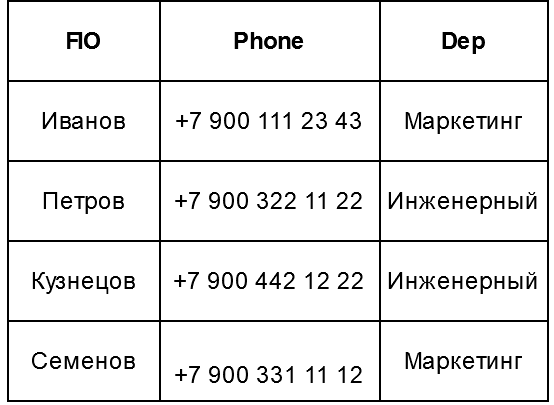 FIO Phone Dep
Иванов +7 900 111 23 43 Маркетинг
Петров +7 900 322 11 22 Инженерный
Кузнецов +7 900 442 12 22 Инженерный
Семенов +7 900 331 11 12 Маркетинг